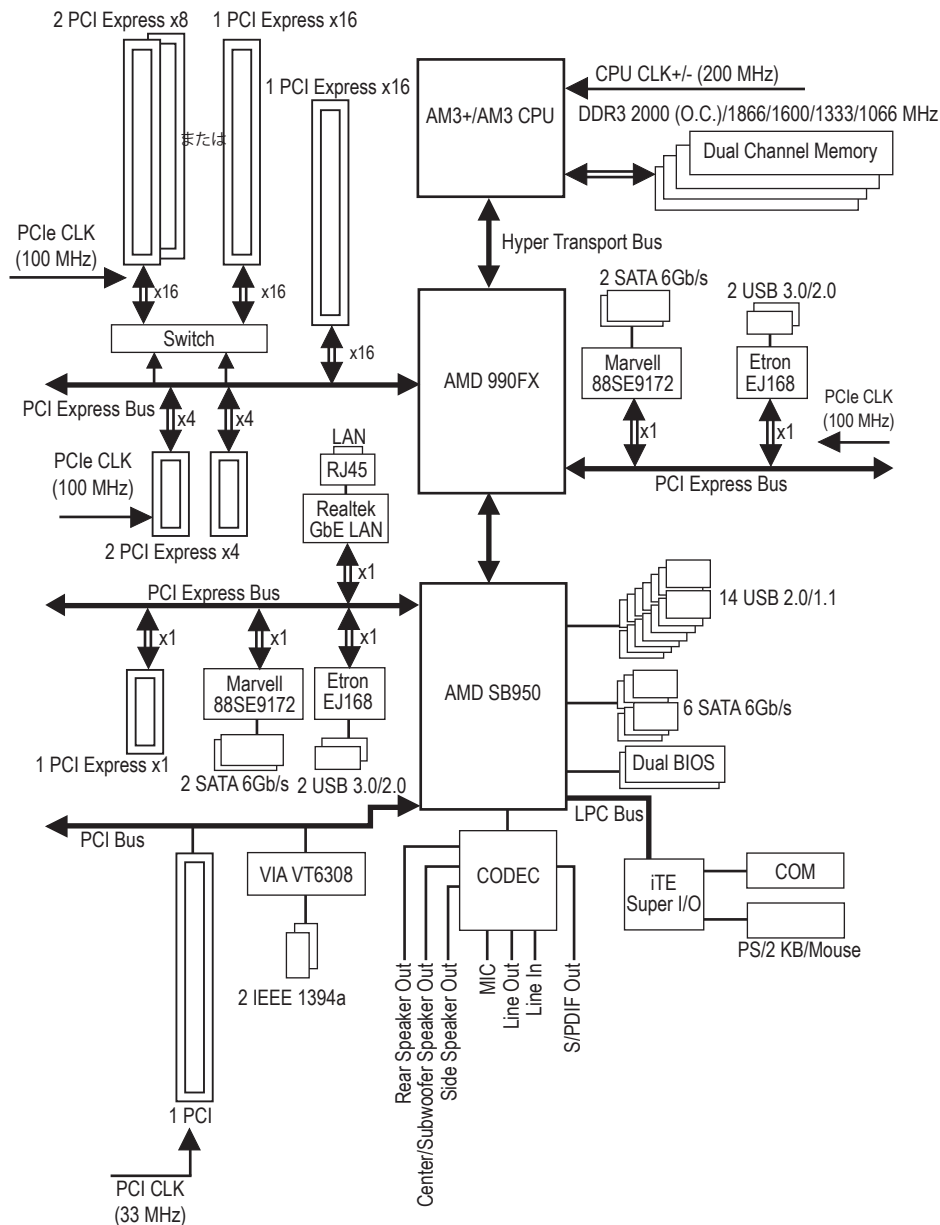 2 PCI Express x8
1 PCI Express x16
1 PCI Express x16
または
PCIe CLK
(100 MHz)
x16
x16
x16
Switch
PCI Express Bus
x4
x4
PCIe CLK
(100 MHz)
2 PCI Express x4
AM3+/AM3 CPU
CPU CLK+/- (200 MHz)
DDR3 2000 (O.C.)/1866/1600/1333/1066 MHz
Dual Channel Memory
Hyper Transport Bus
AMD 990FX
2 SATA 6Gb/s
2 USB 3.0/2.0
Marvell
88SE9172
Etron
EJ168
x1
x1
PCIe CLK
(100 MHz)
PCI Express Bus
LAN
RJ45
Realtek
GbE LAN
x1
PCI Express Bus
x1
x1
x1
Marvell
88SE9172
Etron
EJ168
1 PCI Express x1
2 SATA 6Gb/s
2 USB 3.0/2.0
AMD SB950
14 USB 2.0/1.1
6 SATA 6Gb/s
Dual BIOS
LPC Bus
PCI Bus
VIA VT6308
2 IEEE 1394a
CODEC
iTE
Super I/O
COM
PS/2 KB/Mouse
Rear Speaker Out
Center/Subwoofer Speaker Out
Side Speaker Out
MIC
Line Out
Line In
S/PDIF Out
1 PCI
PCI CLK
(33 MHz)